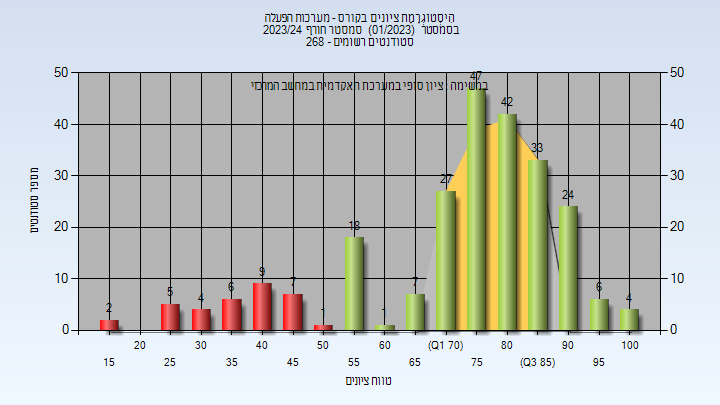 היסטוגרמת ציונים בקורס - מערכות הפעלה
בסמסטר (01/2023) סמסטר חורף 2023/24
268 - סטודנטים רשומים
במשימה: ציון סופי במערכת האקדמית במחשב המרכזי
מספר סטודנטים
50 40 30 20 10 0
2 5 4 6 9 7 1 18 1 7 27 47 42 33 24 6 4
50 40 30 20 10 0
20 30 40 50 60 (Q1 70) 80 90 100
15 25 35 45 55 65 75 (Q3 85) 95
טווח ציונים